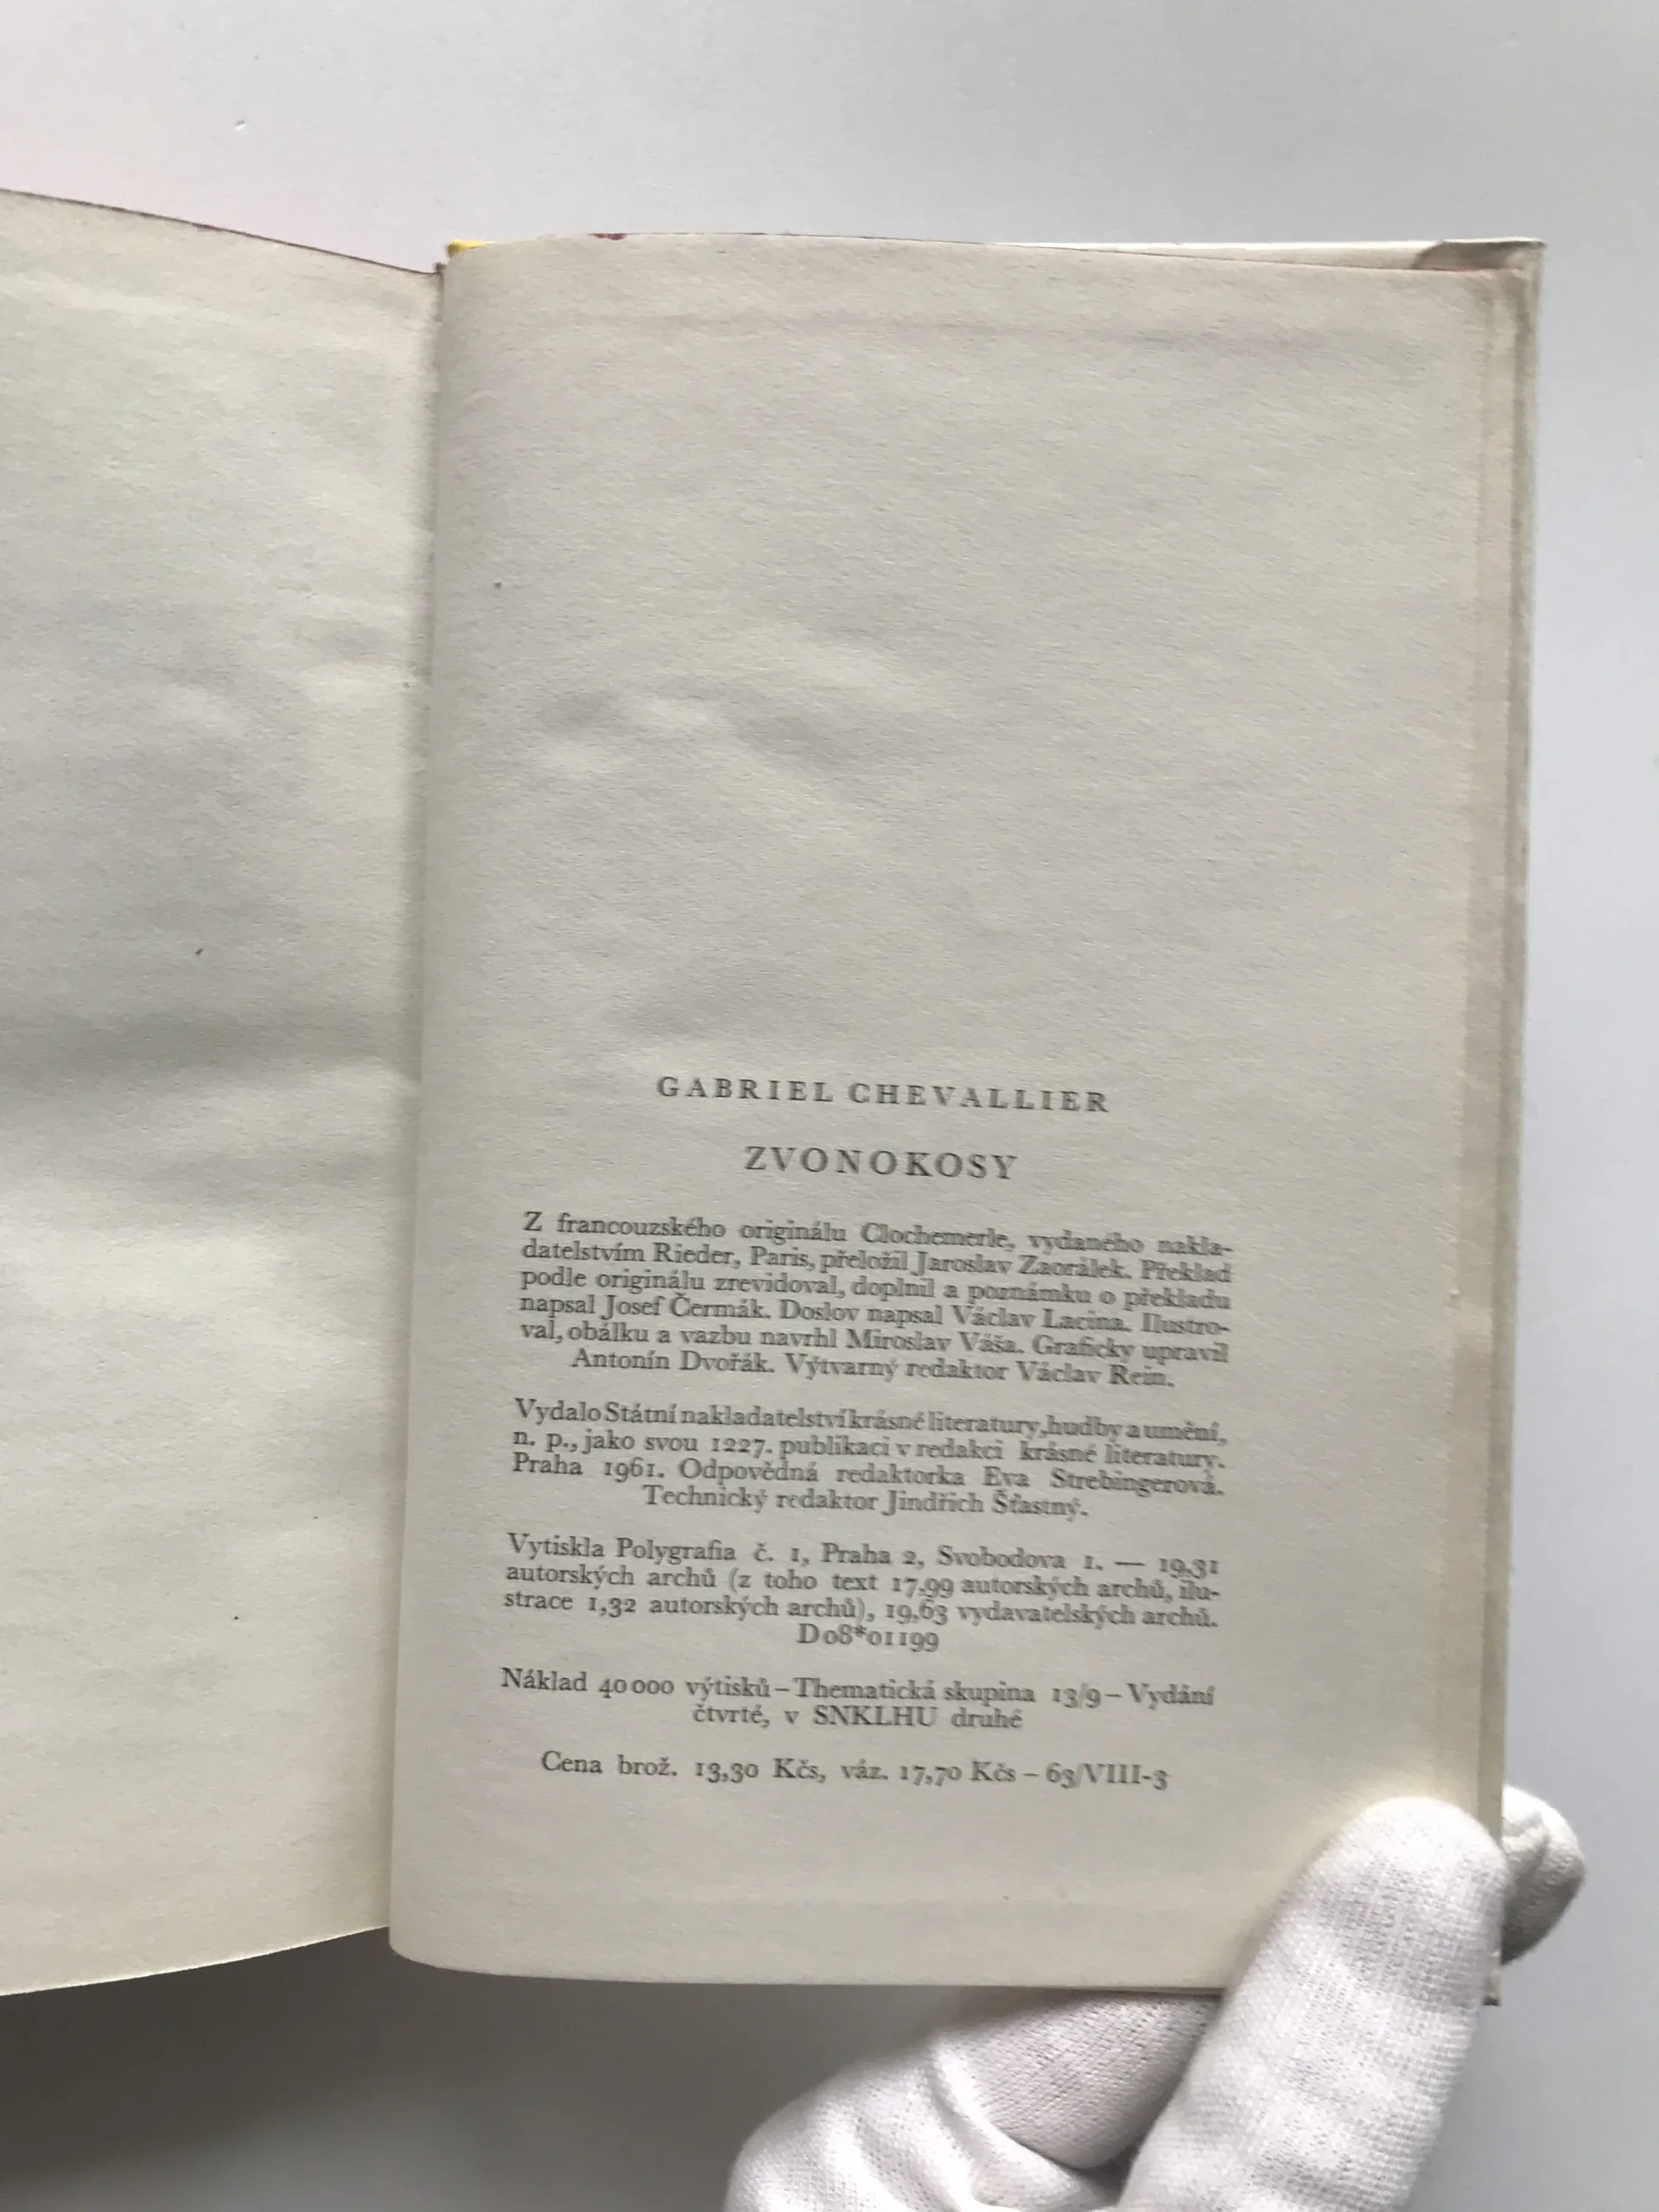 GABRIEL CHEVALLIER
ZVONOKOSY
Z francouzského originálu Clochemerle, vydaného nakla-
datelstvím Rieder, Paris, přeložil Jaroslav Zaorálek. Překlad
podle originálu zrevidoval, doplnil a poznámku o překladu
napsal Josef Čermák. Doslov napsal Václav Lacina. Ilustro-
val, obálku a vazbu navrhl Miroslav Váša. Graficky upravil
Antonín Dvořák. Výtvarný redaktor Václav Rein.
Vydalo Státní nakladatelství krásné literatury, hudby a umění,
n. p., jako svou 1227. publikaci v redakci krásné literatury.
Praha 1961. Odpovědná redaktorka Eva Strebingerová.
Technický redaktor Jindřich Šťastný.
Vytiskla Polygrafia č. 1, Praha 2, Svobodova 1. — 19,31
autorských archů (z toho text 17,99 autorských archů, ilu-
strace 1,32 autorských archů), 19,63 vydavatelských archů.
D08*01199
Náklad 40 000 výtisků – Thematická skupina 13/9 – Vydání
čtvrté, v SNKLHU druhé
Cena brož. 13,30 Kčs, váz. 17,70 Kčs – 63/VIII-3